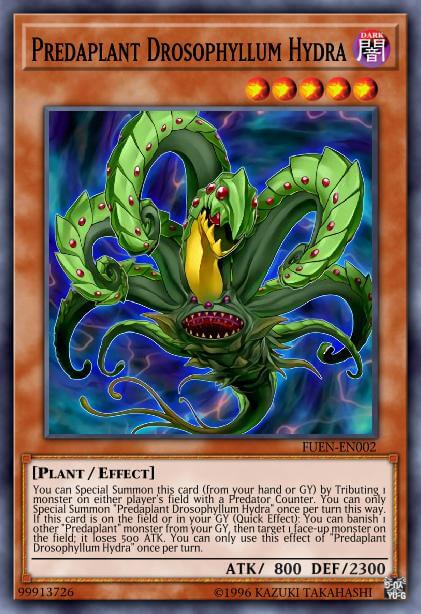 PREDAPLANT DROSOPHYLLUM HYDRA
DARK
闇
FUEN-EN002
[PLANT / EFFECT]
You can Special Summon this card (from your hand or GY) by Tributing 1
monster on either player's field with a Predator Counter. You can only
Special Summon "Predaplant Drosophyllum Hydra" once per turn this way.
If this card is on the field or in your GY (Quick Effect): You can banish 1
other "Predaplant" monster from your GY, then target 1 face-up monster on
the field; it loses 500 ATK. You can only use this effect of "Predaplant
Drosophyllum Hydra" once per turn.
ATK/ 800 DEF/2300
99913726
©1996 KAZUKI TAKAHASHI